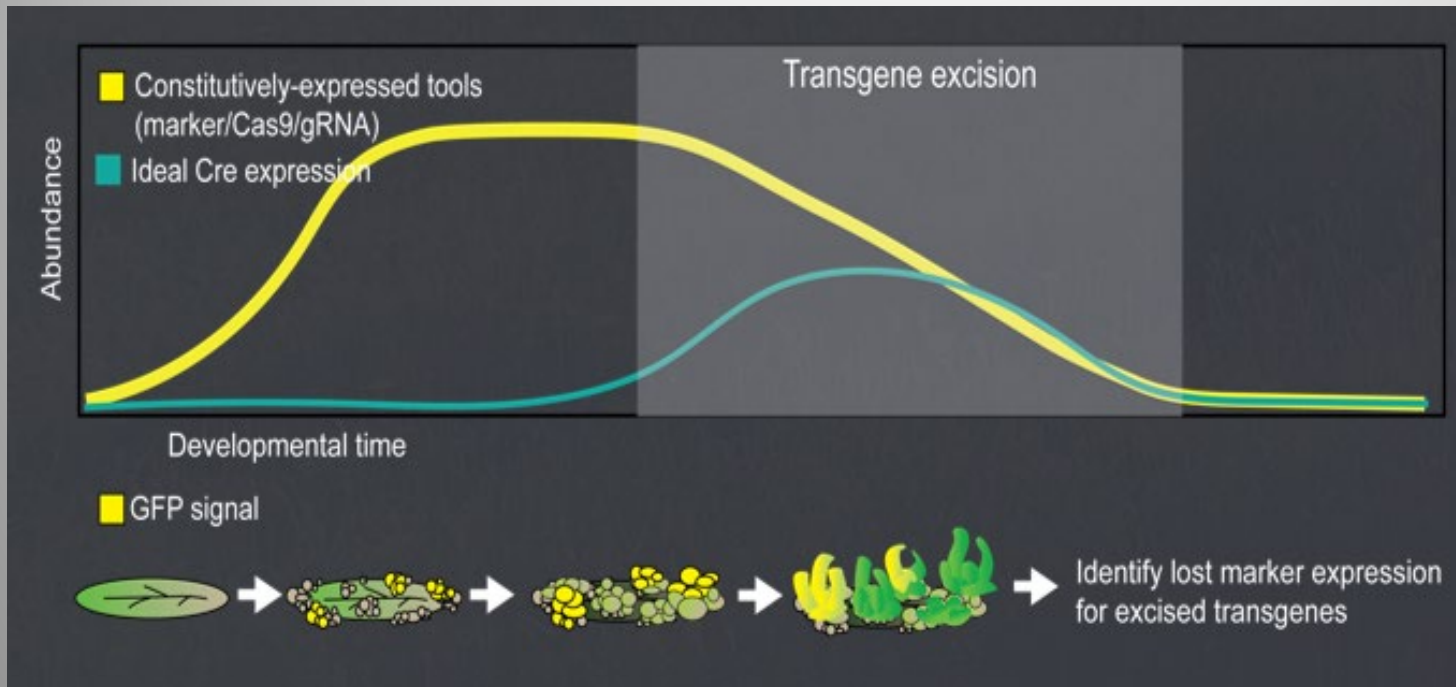 Transgene excision
Constitutively-expressed tools
(marker/Cas9/gRNA)
Ideal Cre expression
Abundance
Developmental time
GFP signal
Identify lost marker expression
for excised transgenes